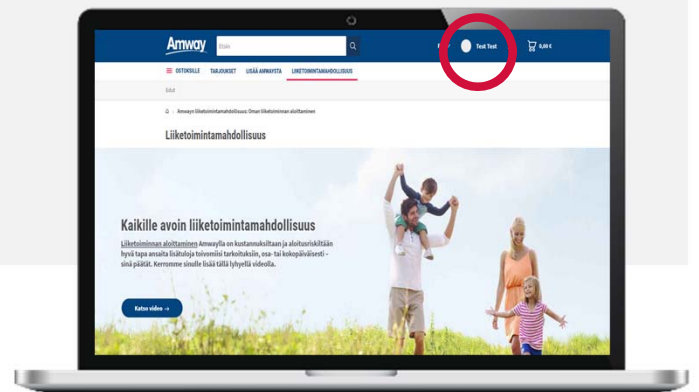 Amway
Etsin
Test Test
0,00 €
OSTOKSILLE
TARJOUKSET
LISÄÄ AMWAYSTA
LIIKETOIMINTAMAHDOLLISUUS
Edut
Amwayn liiketoimintamahdollisuus: Oman liiketoiminnan aloittaminen
Liiketoimintamahdollisuus
Kaikille avoin liiketoimintamahdollisuus
Liiketoiminnan aloittaminen Amwaylla on kustannuksiltaan ja aloitusriskiltään
hyvä tapa ansaita lisätuloja toivomiisi tarkoituksiin, osa- tai kokopäiväisesti –
sinä päätät. Kerromme sinulle lisää tällä lyhyellä videolla.
Katso video →